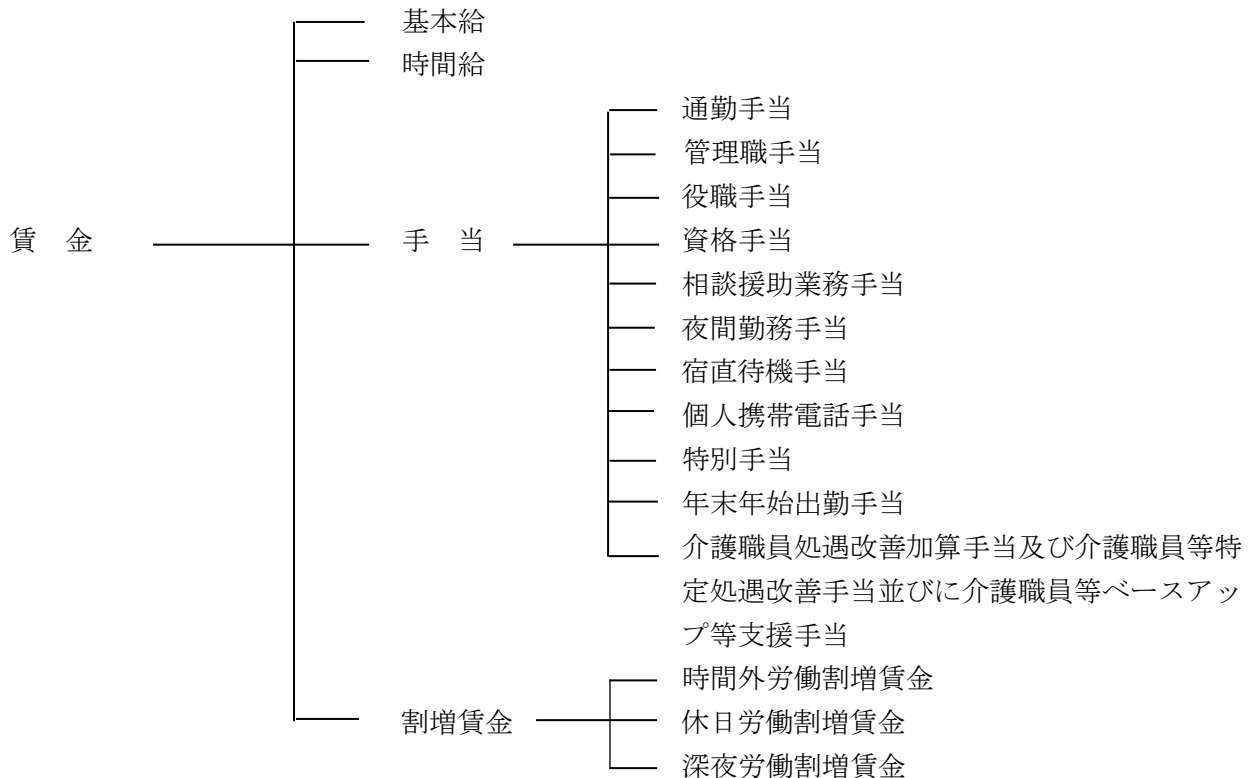 基本給
時間給
通勤手当
管理職手当
役職手当
賃　金
手　当
資格手当
相談援助業務手当
夜間勤務手当
宿直待機手当
個人携帯電話手当
特別手当
年末年始出勤手当
介護職員処遇改善加算手当及び介護職員等特
定処遇改善手当並びに介護職員等ベースアッ
プ等支援手当
時間外労働割増賃金
割増賃金
休日労働割増賃金
深夜労働割増賃金